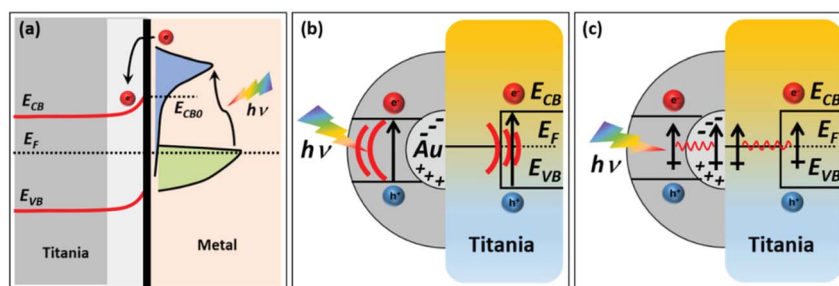 (a)
e
e
E_CB
E_CB0
hν
E_F
E_VB
Titania
Metal
(b)
e-
e-
E_CB
hν
- - -
Au
E_F
+++
E_VB
h+
h+
Titania
(c)
e-
e-
E_CB
hν
- - -
E_F
+++
E_VB
h+
h+
Titania